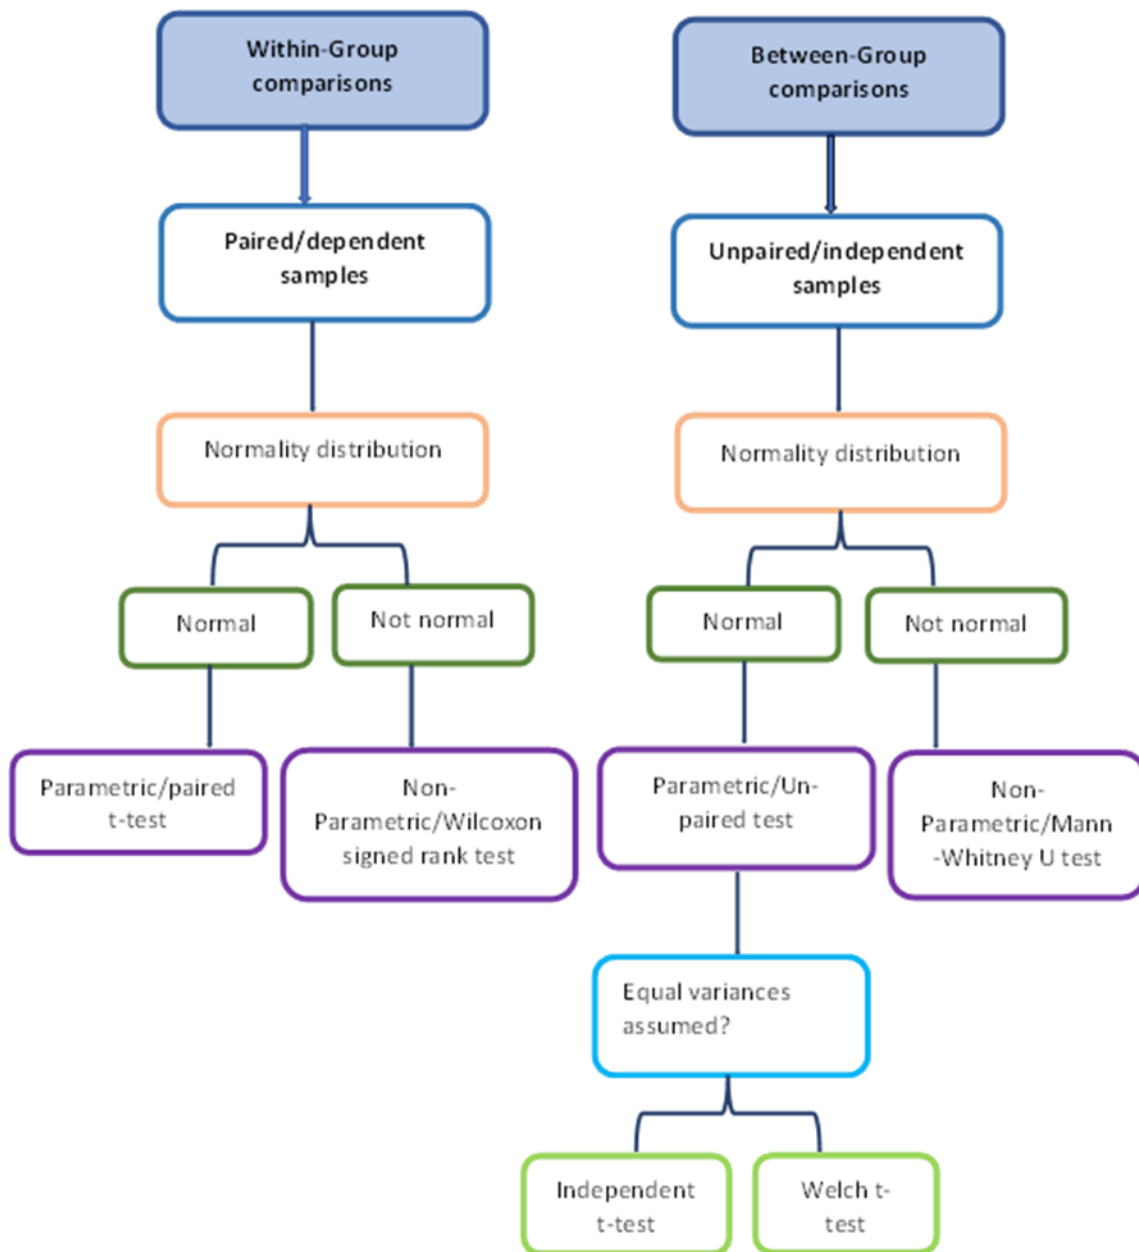 Within-Group
comparisons
Paired/dependent
samples
Normality distribution
Normal
Not normal
Parametric/paired
t-test
Non-
Parametric/Wilcoxon
signed rank test
Between-Group
comparisons
Unpaired/independent
samples
Normality distribution
Normal
Not normal
Parametric/Un-
paired test
Non-
Parametric/Mann
-Whitney U test
Equal variances
assumed?
Independent
t-test
Welch t-
test